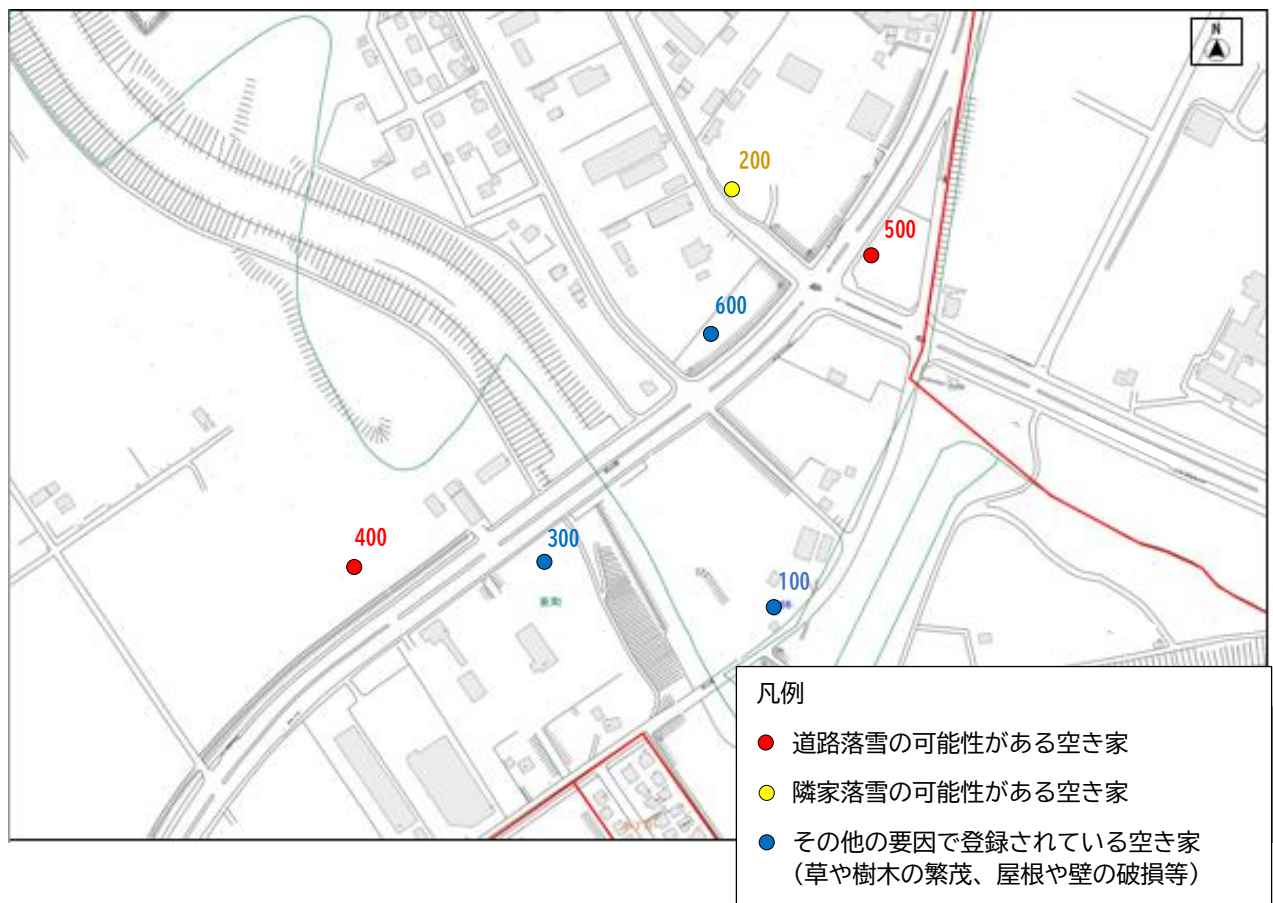 N
200
500
600
400
300
100
凡例
道路落雪の可能性がある空き家
隣家落雪の可能性がある空き家
その他の要因で登録されている空き家
（草や樹木の繁茂、屋根や壁の破損等）